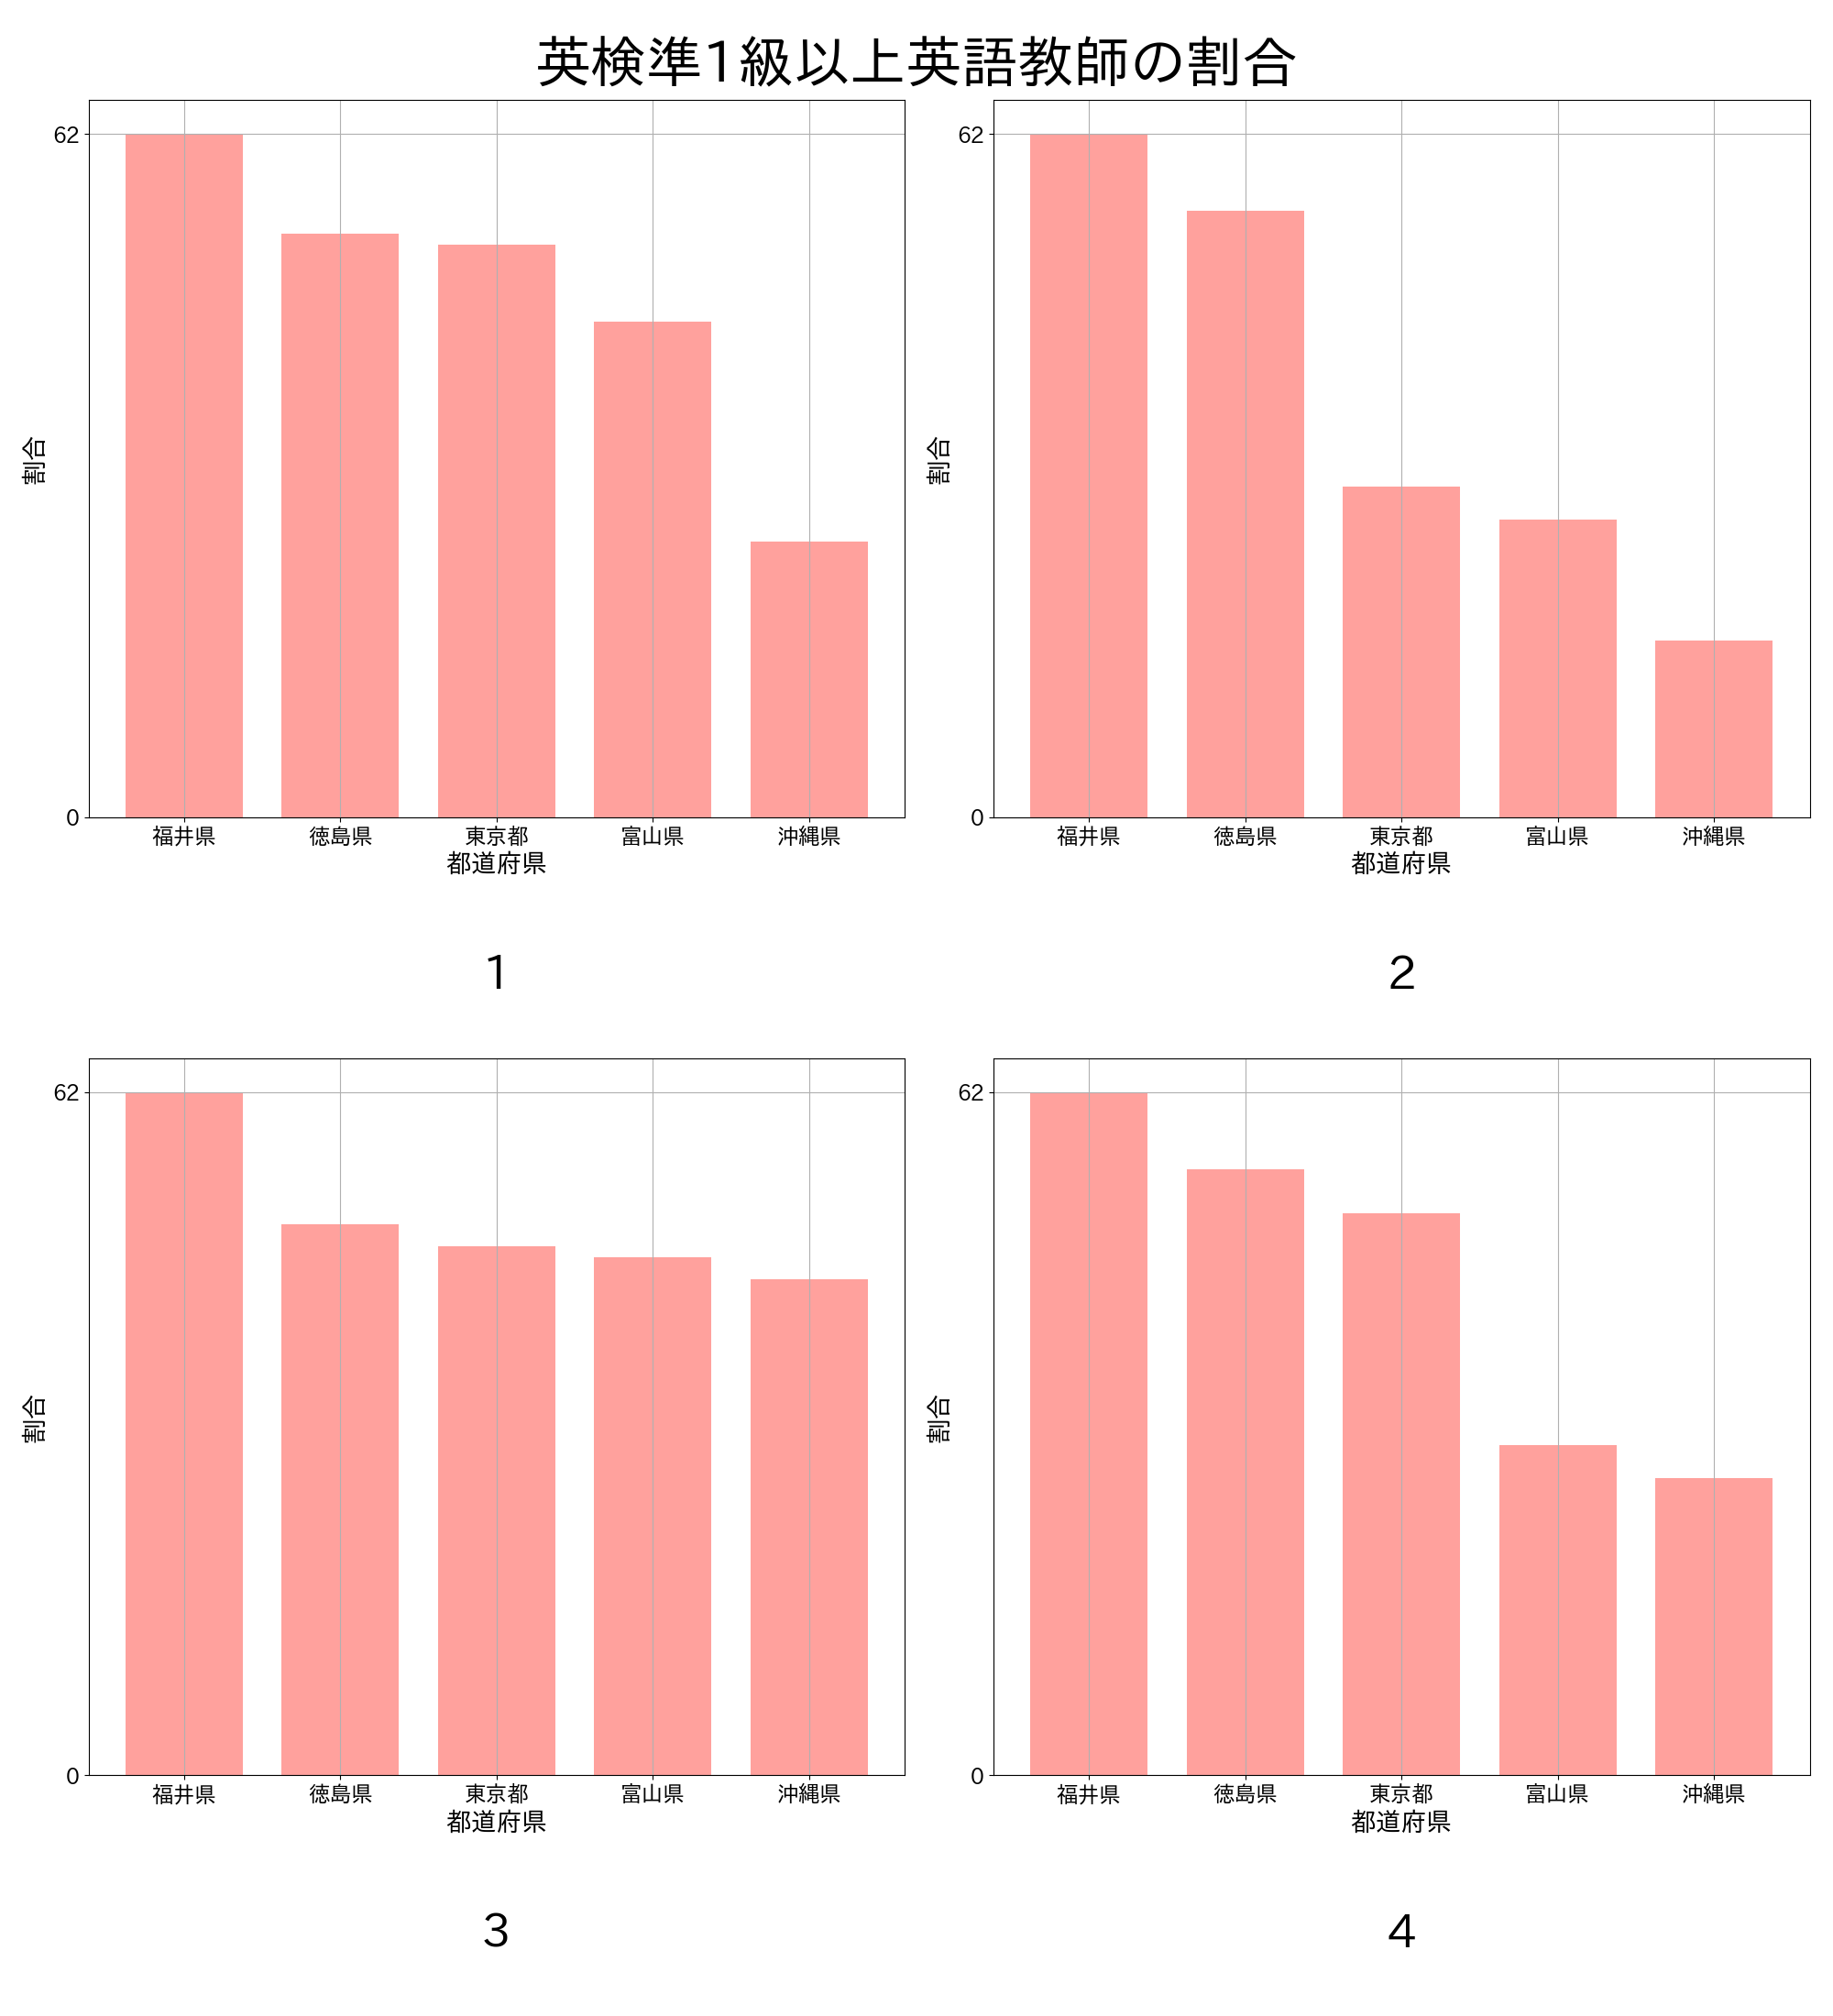 英検準1級以上英語教師の割合
62
0
割合
福井県 徳島県 東京都 富山県 沖縄県
都道府県
1
62
0
割合
福井県 徳島県 東京都 富山県 沖縄県
都道府県
2
62
0
割合
福井県 徳島県 東京都 富山県 沖縄県
都道府県
3
62
0
割合
福井県 徳島県 東京都 富山県 沖縄県
都道府県
4